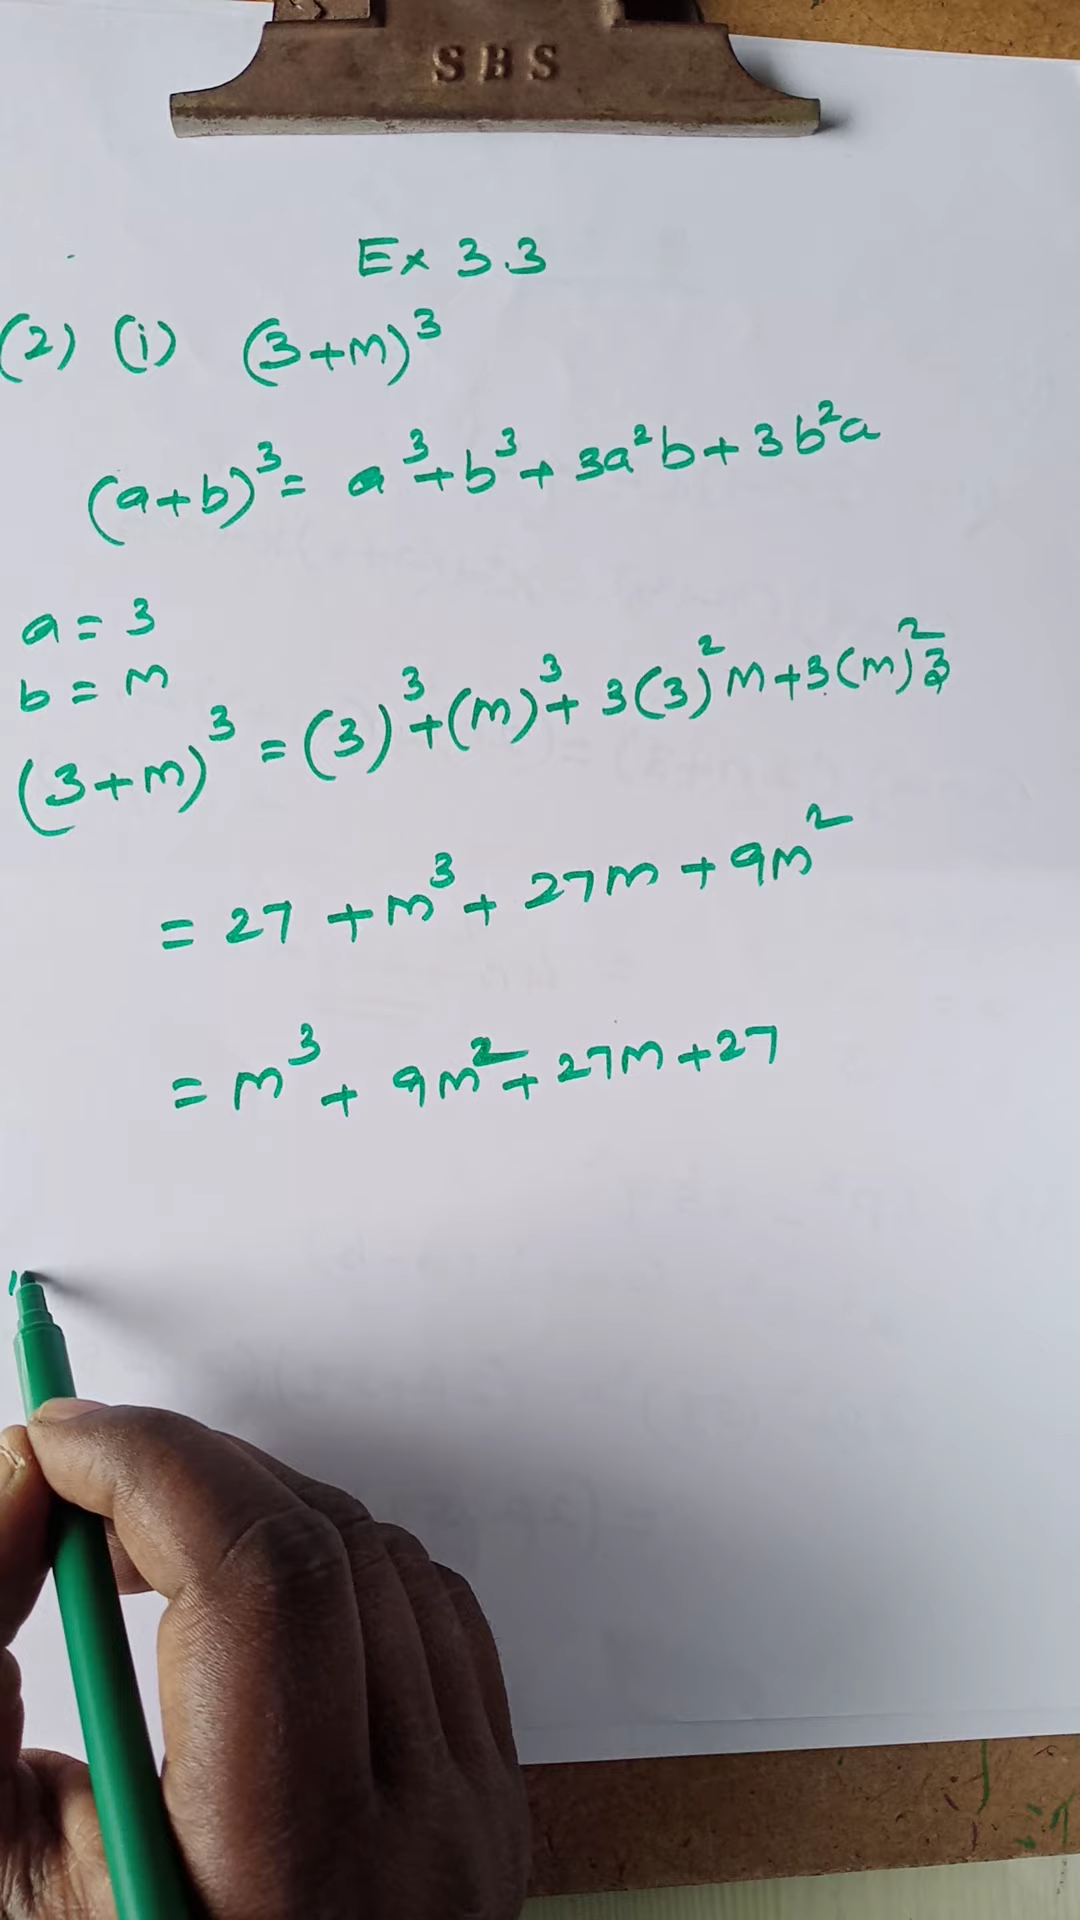 SBS
Ex 3.3
(2) (i) (3+m)³
(a+b)³ = a³+b³+3a²b+3b²a
a = 3
b = m
(3+m)³ = (3)³+(m)³+3(3)²m+3(m)²3
= 27 + m³ + 27m + 9m²
= m³ + 9m² + 27m + 27